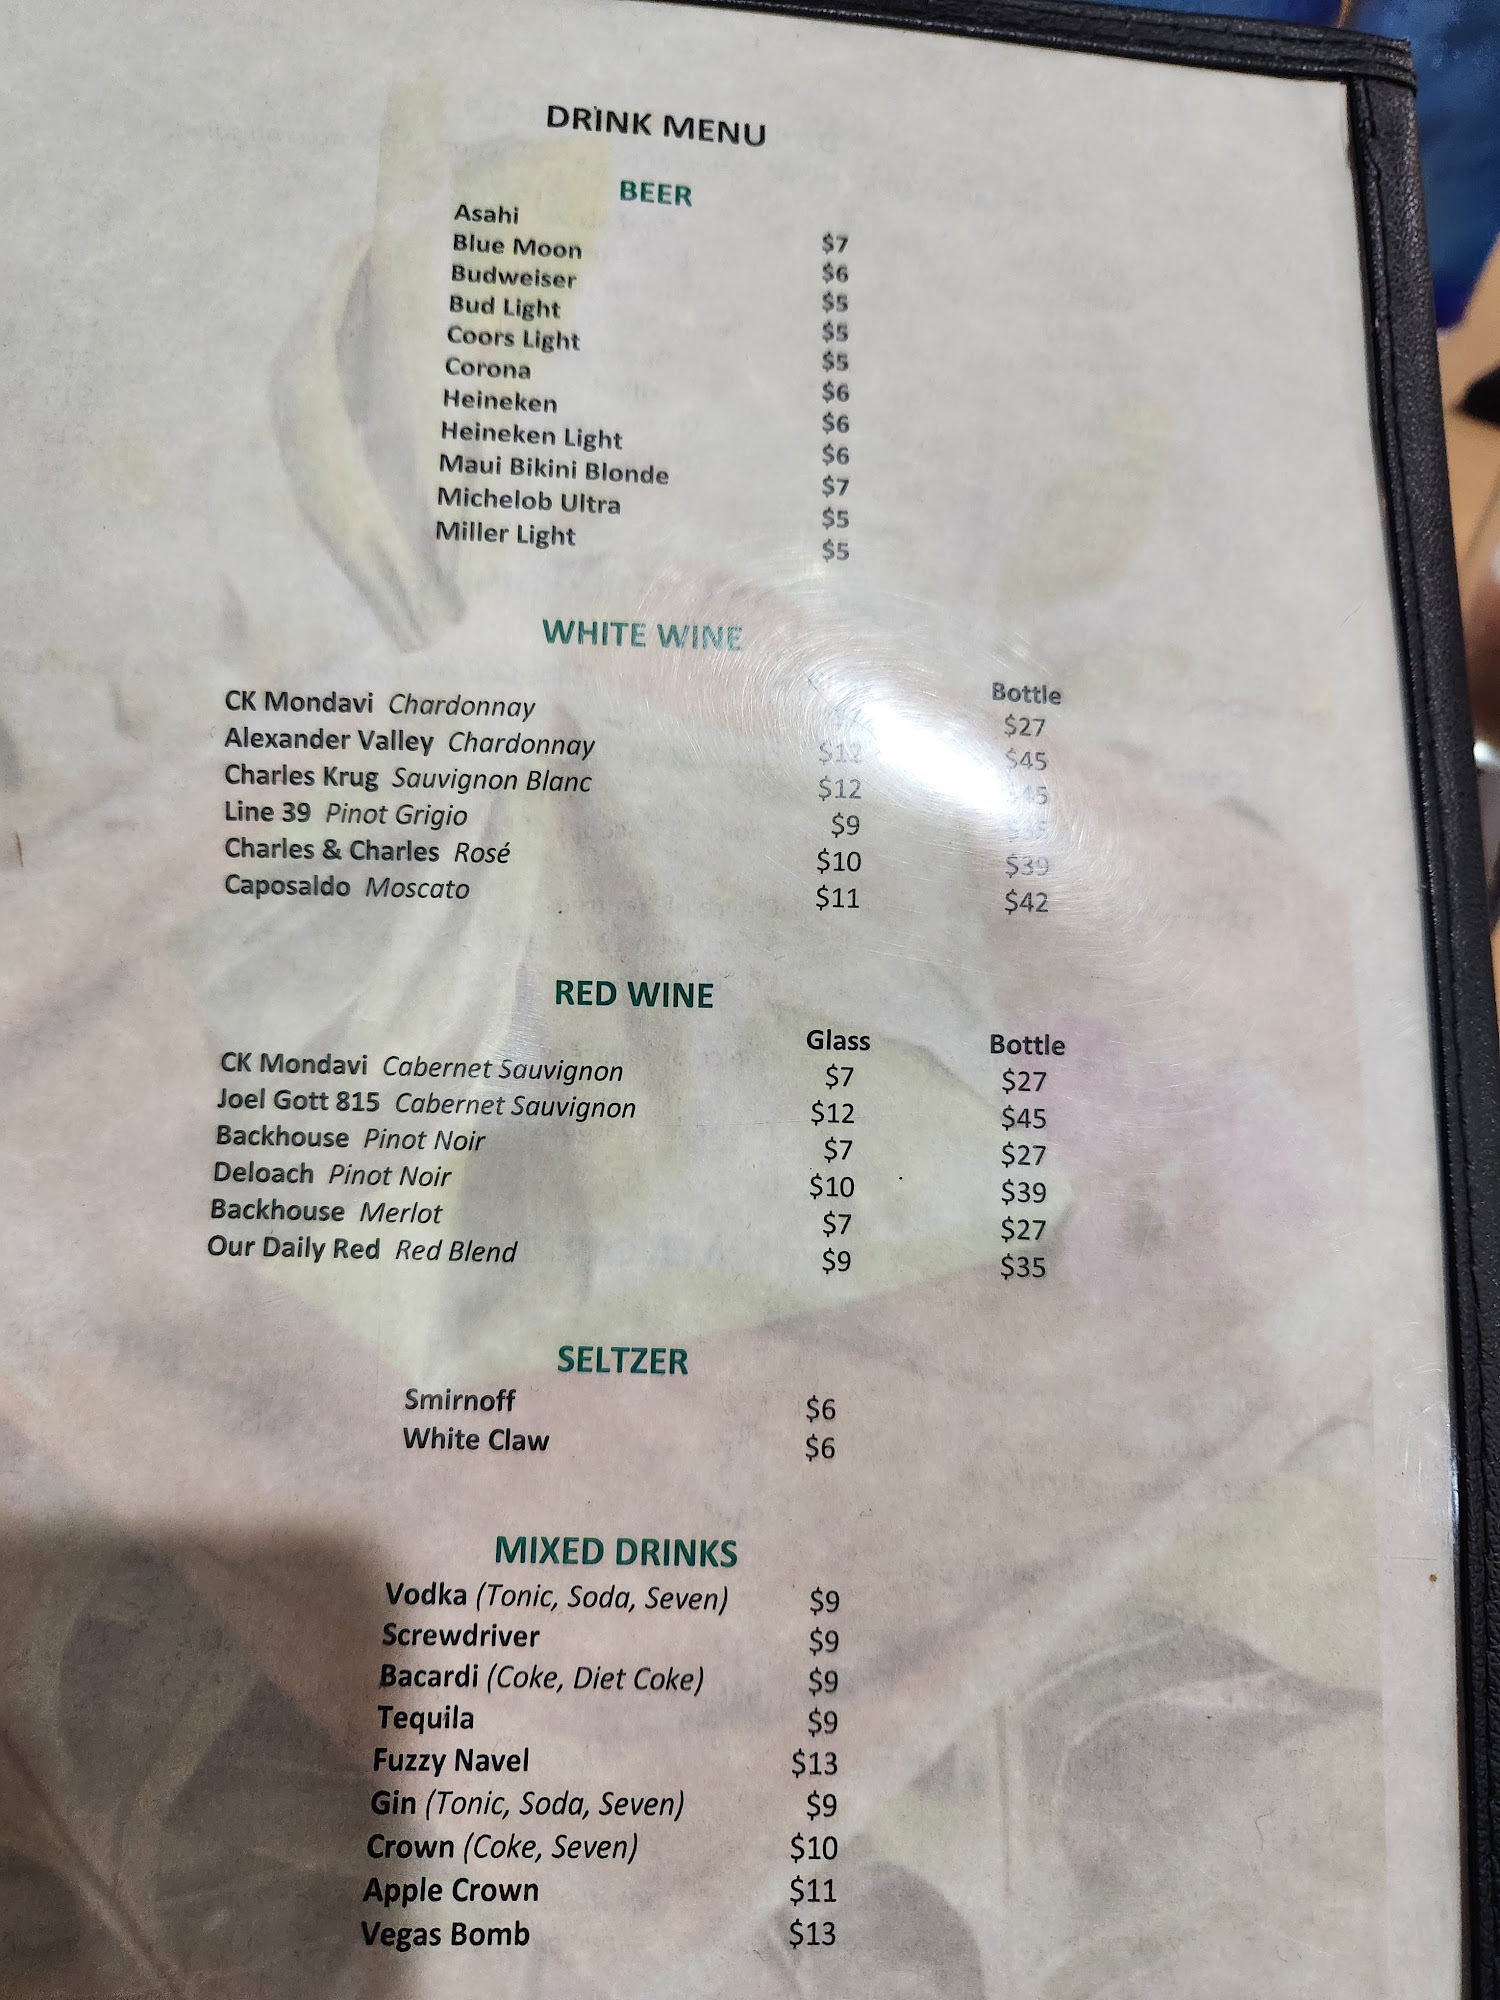 DRINK MENU
BEER
Asahi $7
Blue Moon $6
Budweiser $5
Bud Light $5
Coors Light $5
Corona $6
Heineken $6
Heineken Light $6
Maui Bikini Blonde $7
Michelob Ultra $5
Miller Light $5
WHITE WINE
Bottle
CK Mondavi Chardonnay $27
Alexander Valley Chardonnay $12 $45
Charles Krug Sauvignon Blanc $12 $45
Line 39 Pinot Grigio $9
Charles & Charles Rosé $10 $39
Caposaldo Moscato $11 $42
RED WINE
Glass Bottle
CK Mondavi Cabernet Sauvignon $7 $27
Joel Gott 815 Cabernet Sauvignon $12 $45
Backhouse Pinot Noir $7 $27
Deloach Pinot Noir $10 $39
Backhouse Merlot $7 $27
Our Daily Red Red Blend $9 $35
SELTZER
Smirnoff $6
White Claw $6
MIXED DRINKS
Vodka (Tonic, Soda, Seven) $9
Screwdriver $9
Bacardi (Coke, Diet Coke) $9
Tequila $9
Fuzzy Navel $13
Gin (Tonic, Soda, Seven) $9
Crown (Coke, Seven) $10
Apple Crown $11
Vegas Bomb $13